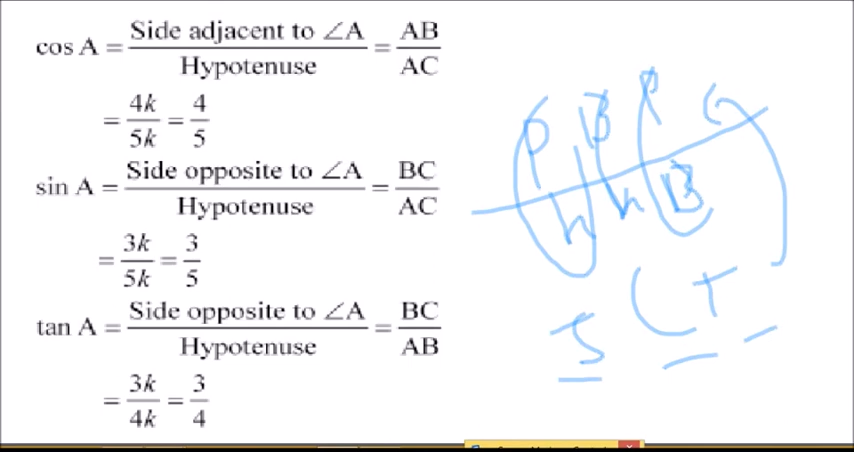 cos A = Side adjacent to ∠A / Hypotenuse = AB / AC
= 4k / 5k = 4 / 5
sin A = Side opposite to ∠A / Hypotenuse = BC / AC
= 3k / 5k = 3 / 5
tan A = Side opposite to ∠A / Hypotenuse = BC / AB
= 3k / 4k = 3 / 4
P B P
h h B
S C T